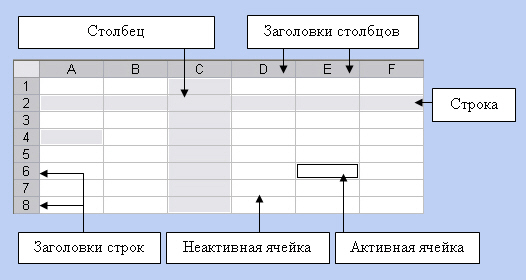 Столбец
Заголовки столбцов
A B C D E F
1
2
Строка
3
4
5
6
7
8
Заголовки строк
Неактивная ячейка
Активная ячейка